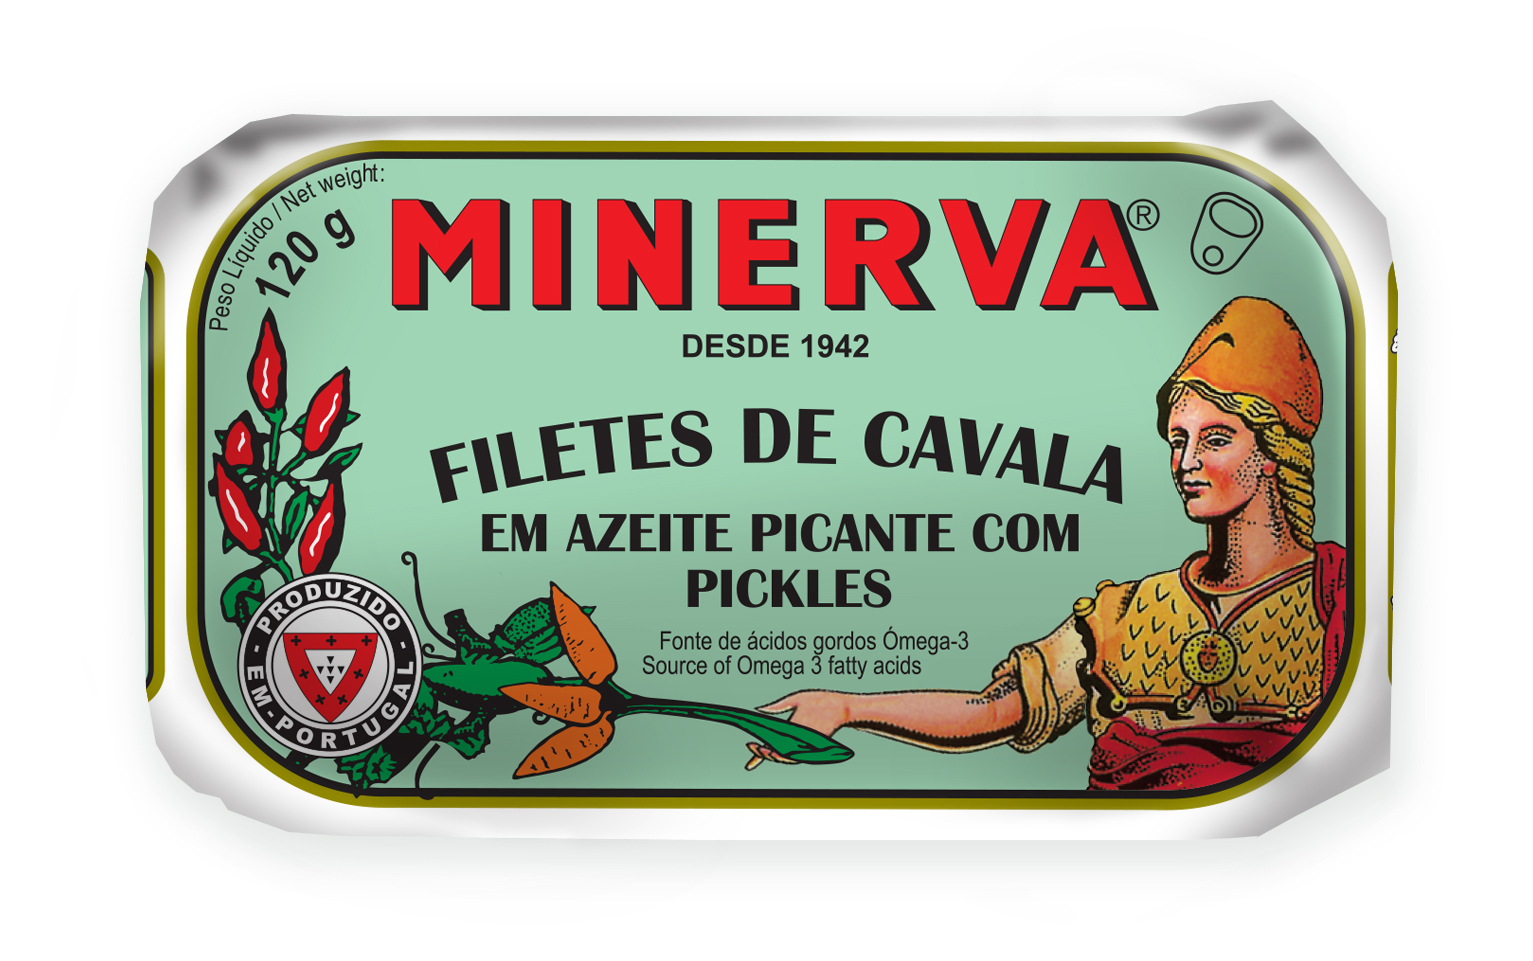 Peso Líquido / Net weight:
120 g
MINERVA®
DESDE 1942
FILETES DE CAVALA
EM AZEITE PICANTE COM
PICKLES
Fonte de ácidos gordos Ómega-3
Source of Omega 3 fatty acids
PRODUZIDO
EM-PORTUGAL